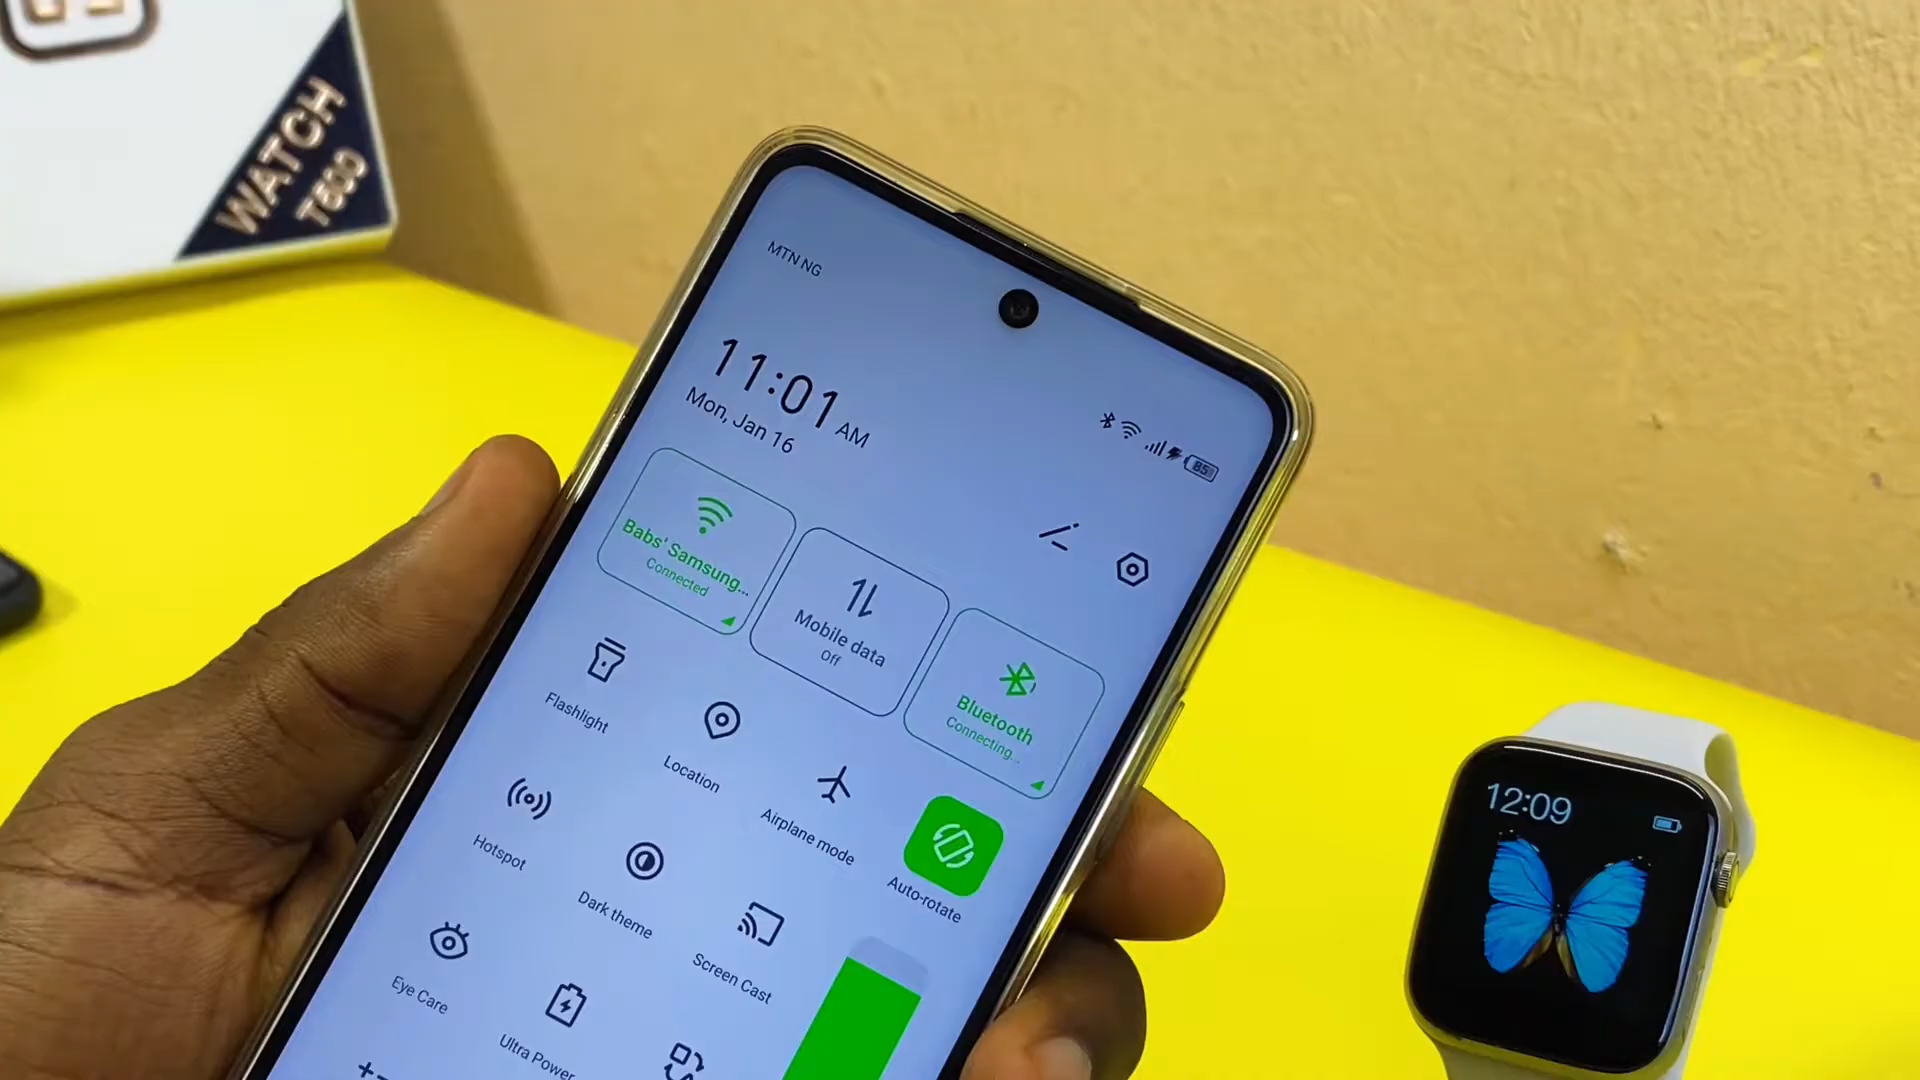 WATCH
T500
MTN NG
11:01 AM
Mon, Jan 16
85
Babs' Samsung...
Connected
Mobile data
Off
Bluetooth
Connecting...
Flashlight
Location
Airplane mode
Auto-rotate
Hotspot
Dark theme
Screen Cast
Eye Care
Ultra Power
12:09